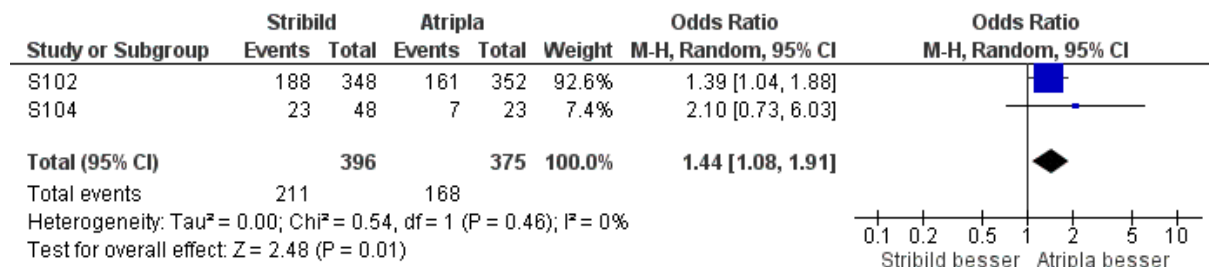 Stribild Atripla Odds Ratio Odds Ratio
Study or Subgroup Events Total Events Total Weight M-H, Random, 95% CI M-H, Random, 95% CI
S102 188 348 161 352 92.6% 1.39 [1.04, 1.88]
S104 23 48 7 23 7.4% 2.10 [0.73, 6.03]
Total (95% CI) 396 375 100.0% 1.44 [1.08, 1.91]
Total events 211 168
Heterogeneity: Tau² = 0.00; Chi² = 0.54, df = 1 (P = 0.46); I² = 0%
Test for overall effect: Z = 2.48 (P = 0.01)
0.1 0.2 0.5 1 2 5 10
Stribild besser Atripla besser